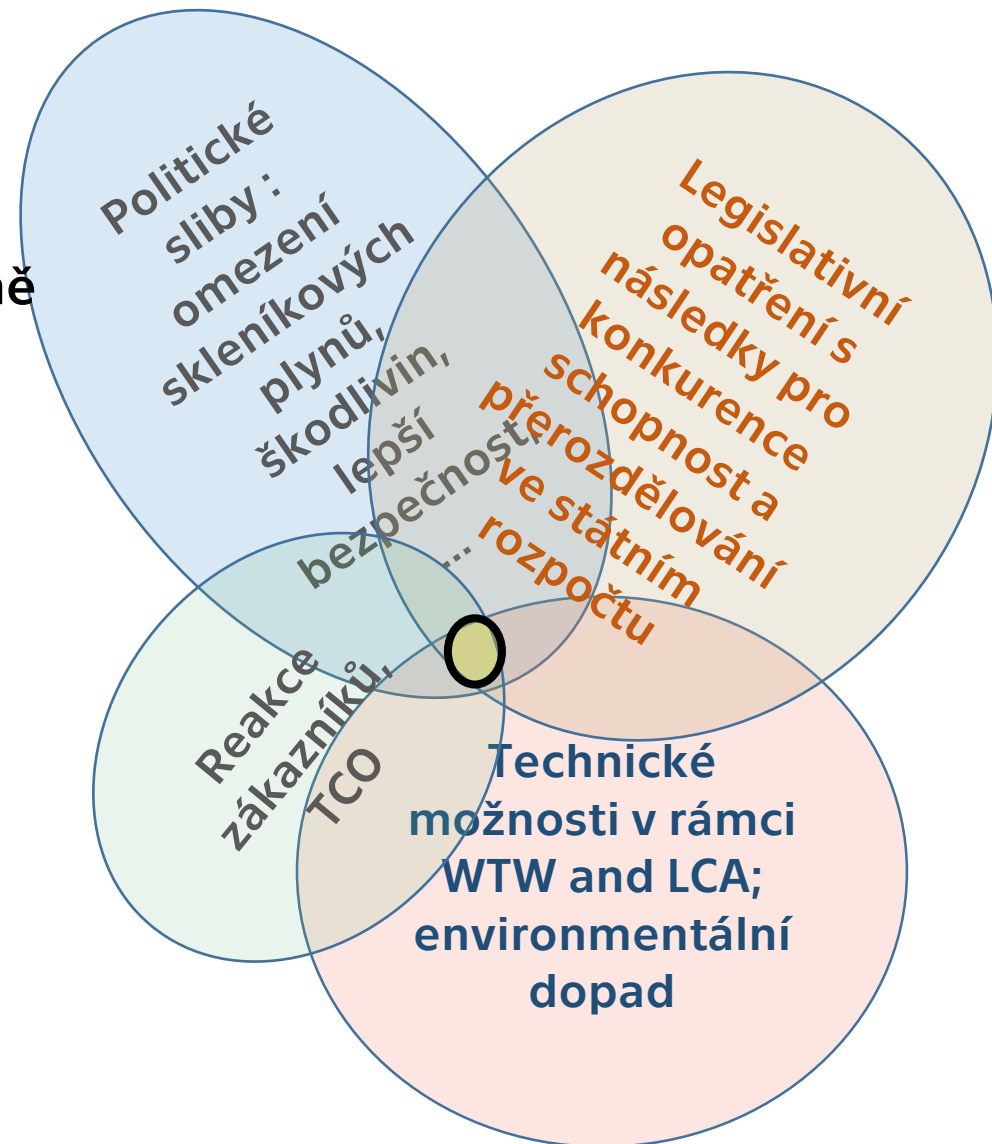 Politické
sliby :
omezení
skleníkových
plynů,
škodlivin,
lepší
bezpečnost,
...
Legislativní
opatření s
následky pro
konkurence
schopnost a
přerozdělování
ve státním
rozpočtu
Reakce
zákazníků,
TCO
Technické
možnosti v rámci
WTW and LCA;
environmentální
dopad